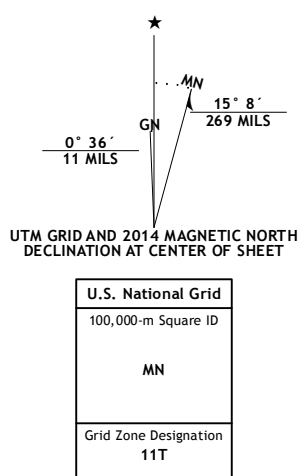 ★
MN
15° 8´
269 MILS
GN
0° 36´
11 MILS
UTM GRID AND 2014 MAGNETIC NORTH
DECLINATION AT CENTER OF SHEET
U.S. National Grid
100,000-m Square ID
MN
Grid Zone Designation
11T